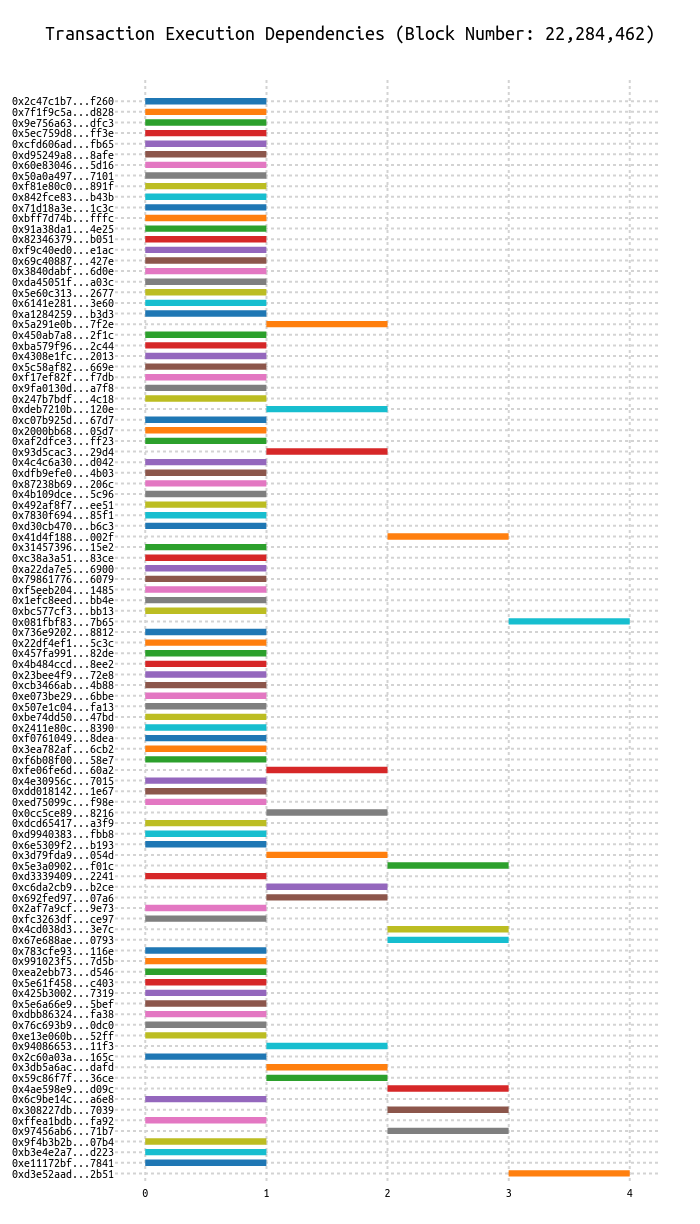 Transaction Execution Dependencies (Block Number: 22,284,462)
0x2c47c1b7...f260
0x7f1f9c5a...d828
0x9e756a63...dfc3
0x5ec759d8...ff3e
0xcfd606ad...fb65
0xd95249a8...8afe
0x60e83046...5d16
0x50a0a497...7101
0xf81e80c0...891f
0x842fce83...b43b
0x71d18a3e...1c3c
0xbff7d74b...fffc
0x91a38da1...4e25
0x82346379...b051
0xf9c40ed0...e1ac
0x69c40887...427e
0x3840dabf...6d0e
0xda45051f...a03c
0x5e60c313...2677
0x6141e281...3e60
0xa1284259...b3d3
0x5a291e0b...7f2e
0x450ab7a8...2f1c
0xba579f96...2c44
0x4308e1fc...2013
0x5c58af82...669e
0xf17ef82f...f7db
0x9fa0130d...a7f8
0x247b7bdf...4c18
0xdeb7210b...120e
0xc07b925d...67d7
0x2000bb68...05d7
0xaf2dfce3...ff23
0x93d5cac3...29d4
0x4c4c6a30...d042
0xdfb9efe0...4b03
0x87238b69...206c
0x4b109dce...5c96
0x492af8f7...ee51
0x7830f694...85f1
0xd30cb470...b6c3
0x41d4f188...002f
0x31457396...15e2
0xc38a3a51...83ce
0xa22da7e5...6900
0x79861776...6079
0xf5eeb204...1485
0x1efc8eed...bb4e
0xbc577cf3...bb13
0x081fbf83...7b65
0x736e9202...8812
0x22df4ef1...5c3c
0x457fa991...82de
0x4b484ccd...8ee2
0x23bee4f9...72e8
0xcb3466ab...4b88
0xe073be29...6bbe
0x507e1c04...fa13
0xbe74dd50...47bd
0x2411e80c...8390
0xf0761049...8dea
0x3ea782af...6cb2
0xf6b08f00...58e7
0xfe06fe6d...60a2
0x4e30956c...7015
0xdd018142...1e67
0xed75099c...f98e
0x0cc5ce89...8216
0xdcd65417...a3f9
0xd9940383...fbb8
0x6e5309f2...b193
0x3d79fda9...054d
0x5e3a0902...f01c
0xd3339409...2241
0xc6da2cb9...b2ce
0x692fed97...07a6
0x2af7a9cf...9e73
0xfc3263df...ce97
0x4cd038d3...3e7c
0x67e688ae...0793
0x783cfe93...116e
0x991023f5...7d5b
0xea2ebb73...d546
0x5e61f458...c403
0x425b3002...7319
0x5e6a66e9...5bef
0xdbb86324...fa38
0x76c693b9...0dc0
0xe13e060b...52ff
0x94086653...11f3
0x2c60a03a...165c
0x3db5a6ac...dafd
0x59c86f7f...36ce
0x4ae598e9...d09c
0x6c9be14c...a6e8
0x308227db...7039
0xffea1bdb...fa92
0x97456ab6...71b7
0x9f4b3b2b...07b4
0xb3e4e2a7...d223
0xe11172bf...7841
0xd3e52aad...2b51
0 1 2 3 4